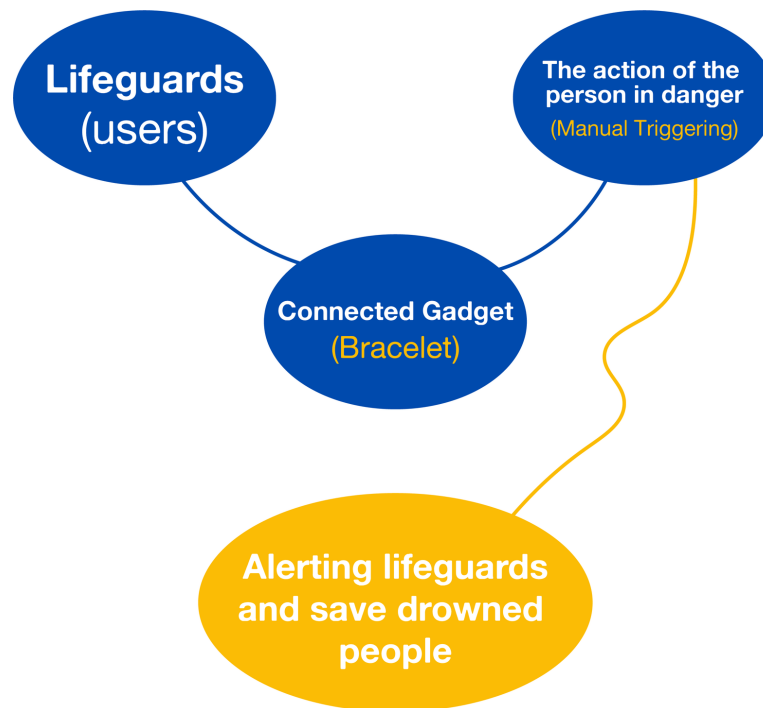 Lifeguards
(users)
The action of the
person in danger
(Manual Triggering)
Connected Gadget
(Bracelet)
Alerting lifeguards
and save drowned
people